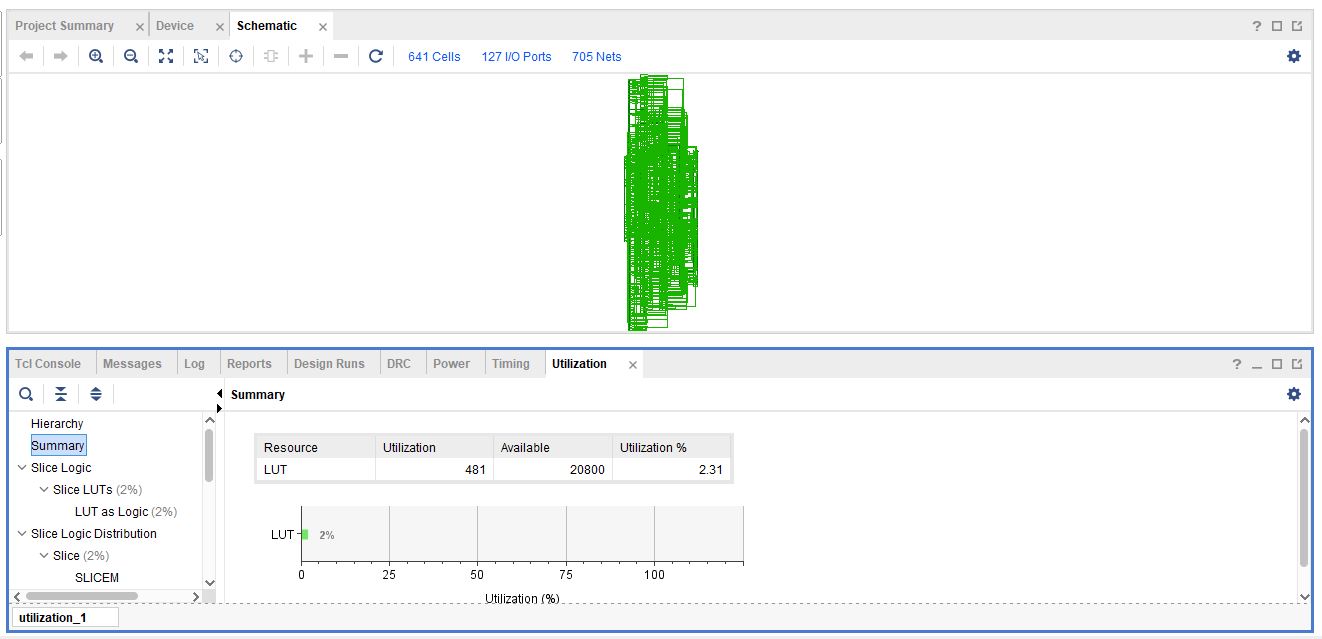 Project Summary × Device × Schematic × ?
641 Cells 127 I/O Ports 705 Nets
Tcl Console Messages Log Reports Design Runs DRC Power Timing Utilization × ?
Summary
Hierarchy
Summary
Slice Logic
Slice LUTs (2%)
LUT as Logic (2%)
Slice Logic Distribution
Slice (2%)
SLICEM
Resource Utilization Available Utilization %
LUT 481 20800 2.31
LUT 2%
0 25 50 75 100
Utilization (%)
utilization_1